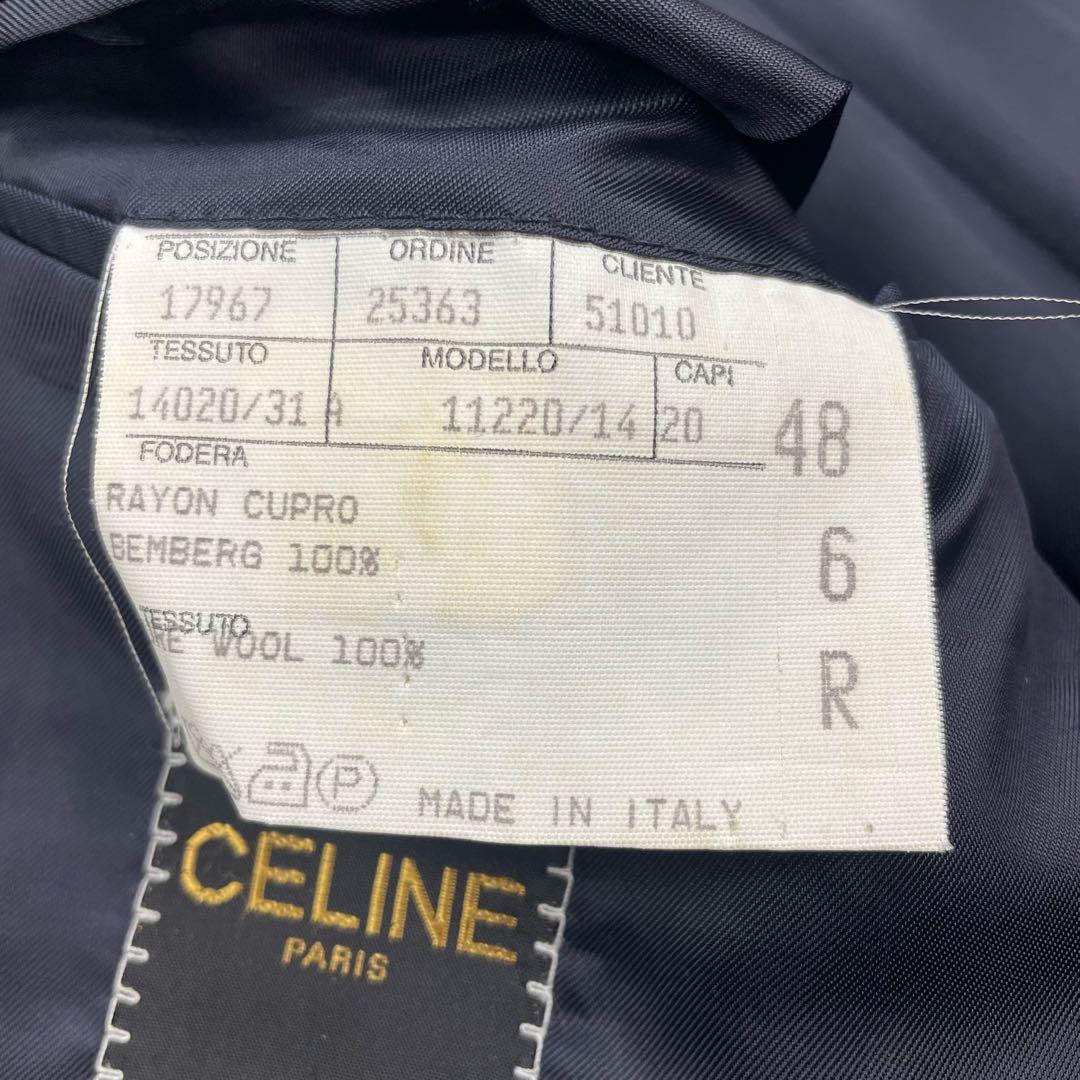 POSIZIONE ORDINE CLIENTE
17967 25363 51010
TESSUTO MODELLO CAPI
14020/31 A 11220/14 20 48
FODERA
RAYON CUPRO
BEMBERG 100% 6
TESSUTO
WOOL 100% R
P MADE IN ITALY
CELINE
PARIS